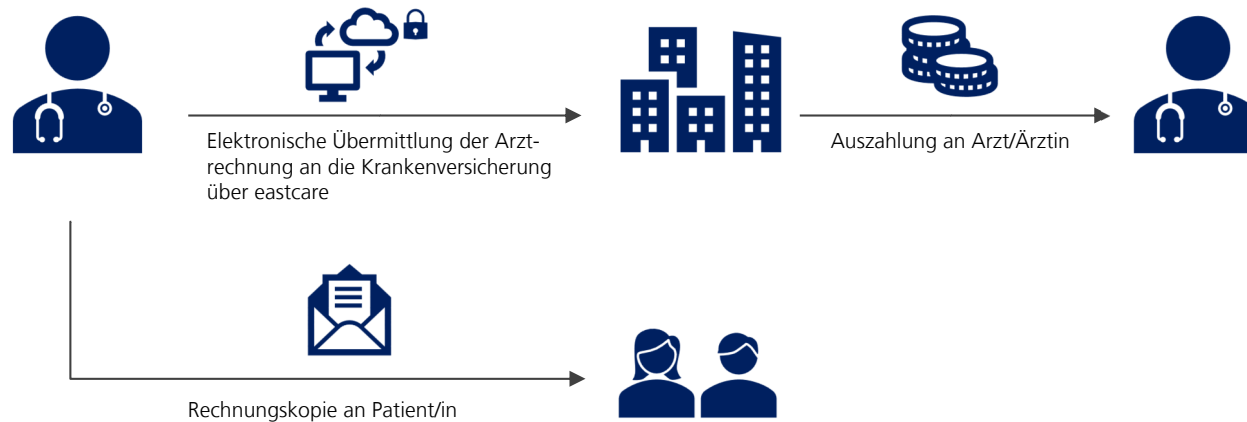 Elektronische Übermittlung der Arzt-
rechnung an die Krankenversicherung
über eastcare
Auszahlung an Arzt/Ärztin
Rechnungskopie an Patient/in